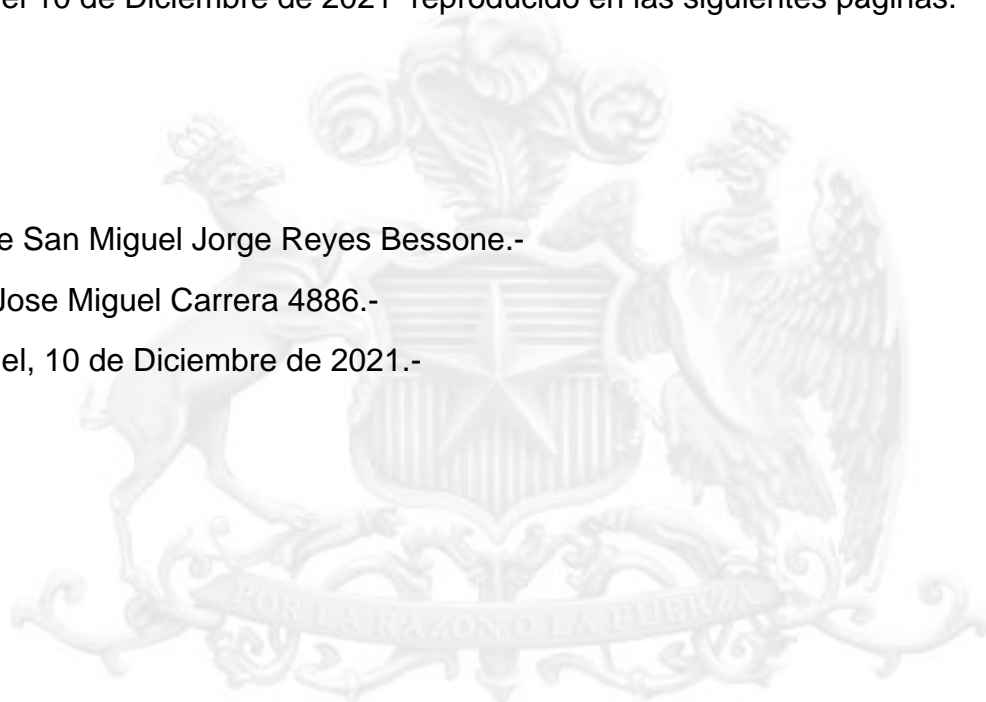 el 10 de Diciembre de 2021 reproducido en las siguientes páginas.
e San Miguel Jorge Reyes Bessone.-
Jose Miguel Carrera 4886.-
el, 10 de Diciembre de 2021.-
POR LA RAZON O LA FUERZA